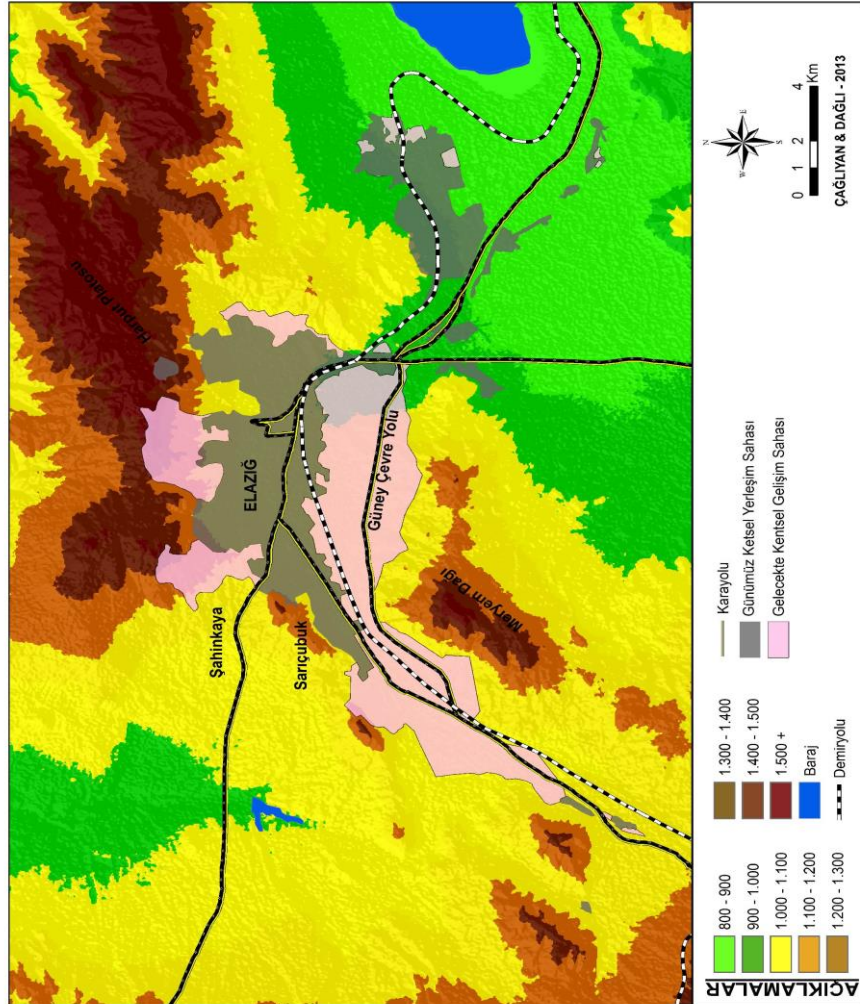 Harput Platosu
ELAZIĞ
Şahinkaya
Sarıçubuk
Güney Çevre Yolu
Meryem Dağı
AÇIKLAMALAR
800 - 900
900 - 1.000
1.000 - 1.100
1.100 - 1.200
1.200 - 1.300
1.300 - 1.400
1.400 - 1.500
1.500 +
Baraj
Demiryolu
Karayolu
Günümüz Ketsel Yerleşim Sahası
Gelecekte Kentsel Gelişim Sahası
N
W
E
S
0 1 2 4
Km
ÇAĞLIYAN & DAĞLI - 2013